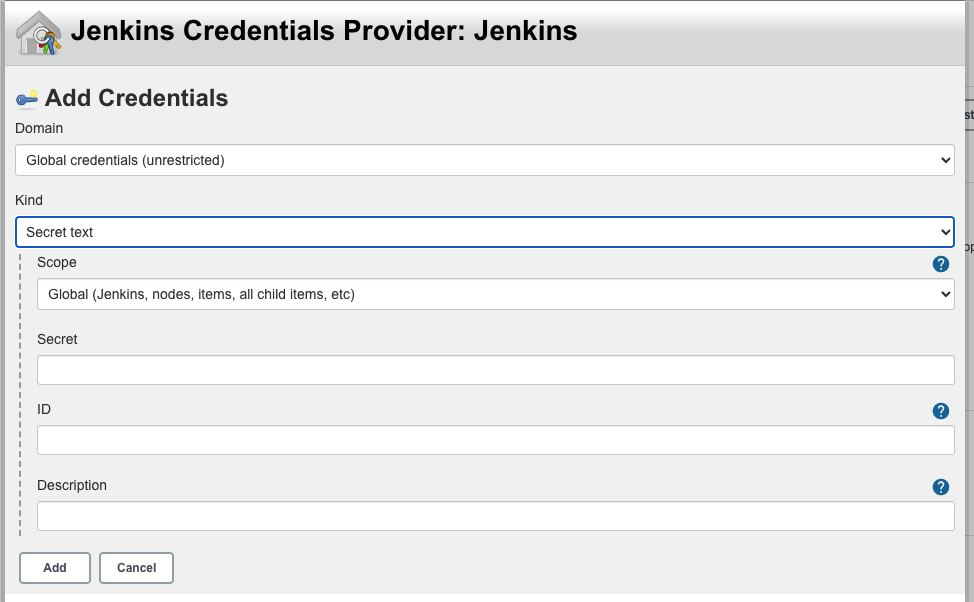 Jenkins Credentials Provider: Jenkins
Add Credentials
Domain
Global credentials (unrestricted)
Kind
Secret text
Scope
?
Global (Jenkins, nodes, items, all child items, etc)
Secret
ID
?
Description
?
Add Cancel